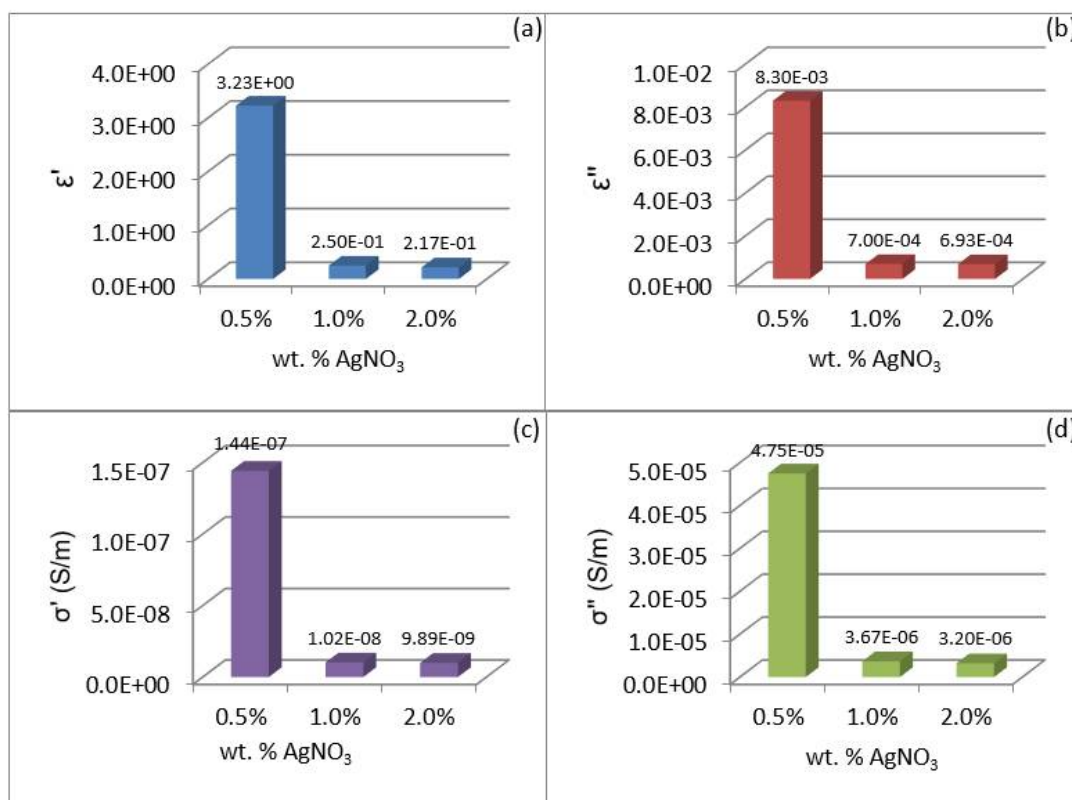 (a)
4.0E+00
3.0E+00
2.0E+00
1.0E+00
0.0E+00
ε'
3.23E+00
2.50E-01
2.17E-01
0.5% 1.0% 2.0%
wt. % AgNO₃
(b)
1.0E-02
8.0E-03
6.0E-03
4.0E-03
2.0E-03
0.0E+00
ε"
8.30E-03
7.00E-04
6.93E-04
0.5% 1.0% 2.0%
wt. % AgNO₃
(c)
1.5E-07
1.0E-07
5.0E-08
0.0E+00
σ' (S/m)
1.44E-07
1.02E-08
9.89E-09
0.5% 1.0% 2.0%
wt. % AgNO₃
(d)
5.0E-05
4.0E-05
3.0E-05
2.0E-05
1.0E-05
0.0E+00
σ" (S/m)
4.75E-05
3.67E-06
3.20E-06
0.5% 1.0% 2.0%
wt. % AgNO₃